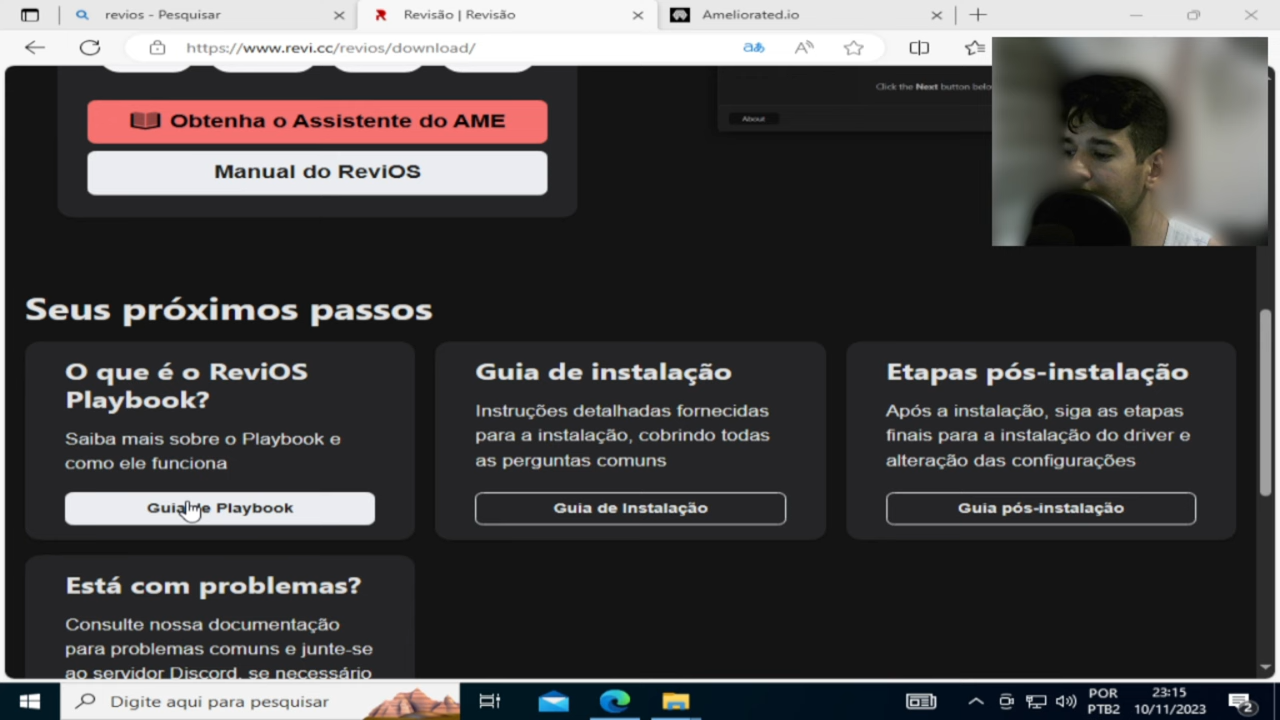 revios - Pesquisar
Revisão | Revisão
Ameliorated.io
https://www.revi.cc/revios/download/
aあ
Click the Next button belo
About
Obtenha o Assistente do AME
Manual do ReviOS
Seus próximos passos
O que é o ReviOS
Playbook?
Saiba mais sobre o Playbook e
como ele funciona
Guia de Playbook
Guia de instalação
Instruções detalhadas fornecidas
para a instalação, cobrindo todas
as perguntas comuns
Guia de Instalação
Etapas pós-instalação
Após a instalação, siga as etapas
finais para a instalação do driver e
alteração das configurações
Guia pós-instalação
Está com problemas?
Consulte nossa documentação
para problemas comuns e junte-se
ao servidor Discord, se necessário
Digite aqui para pesquisar
POR
PTB2
23:15
10/11/2023
2